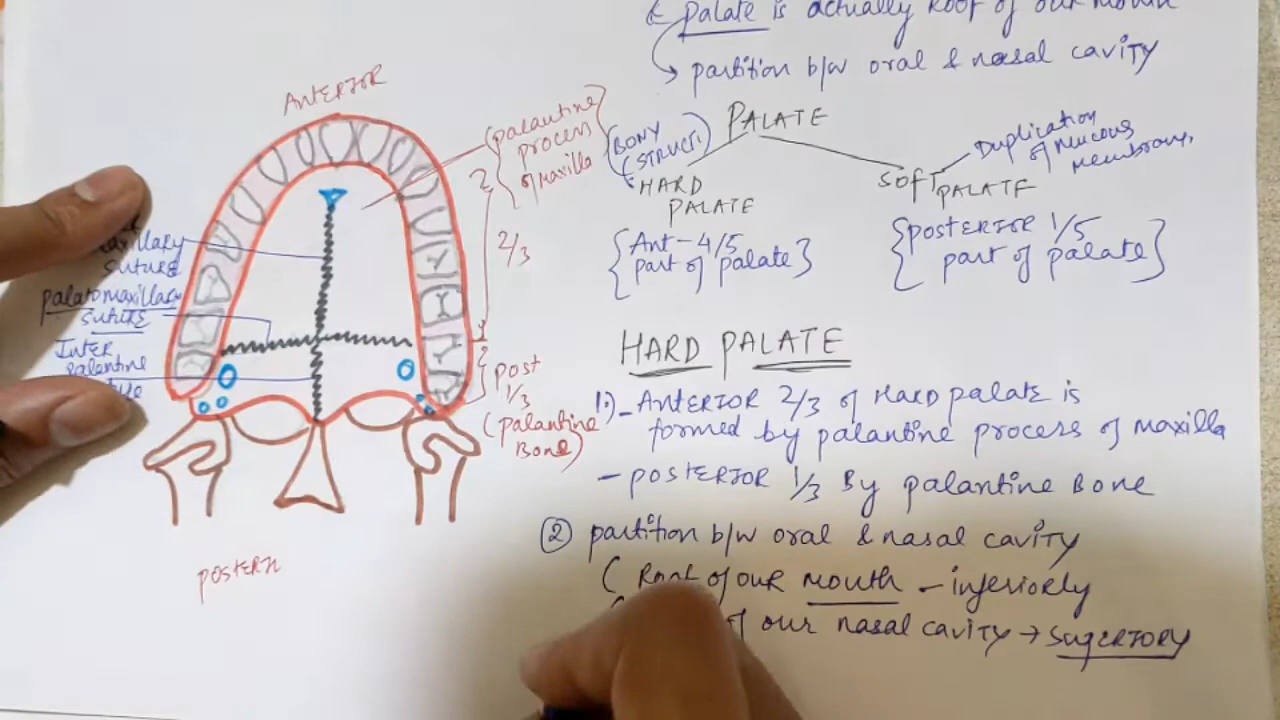 & palate is actually Roof of our mouth
→ partition b/w oral & nasal cavity
ANTERIOR
(palantine
process
of maxilla
2/3
PALATE
(BONY
(STRUCT)
HARD
PALATE
{Ant - 4/5
part of palate}
SOFT
PALATE
Duplication
of mucous
membrane,
{POSTERIOR 1/5
part of palate}
suture
palatomaxillary
suture
Inter
palentine
Post
1/3
(palantine
Bone)
POSTERI
HARD PALATE
1.) - ANTERIOR 2/3 of HARD palate is
formed by palantine process of maxilla
- POSTERIOR 1/3 By palantine Bone
② partition b/w oral & nasal cavity
( Roof of our mouth - inferiorly
of our nasal cavity → superiory